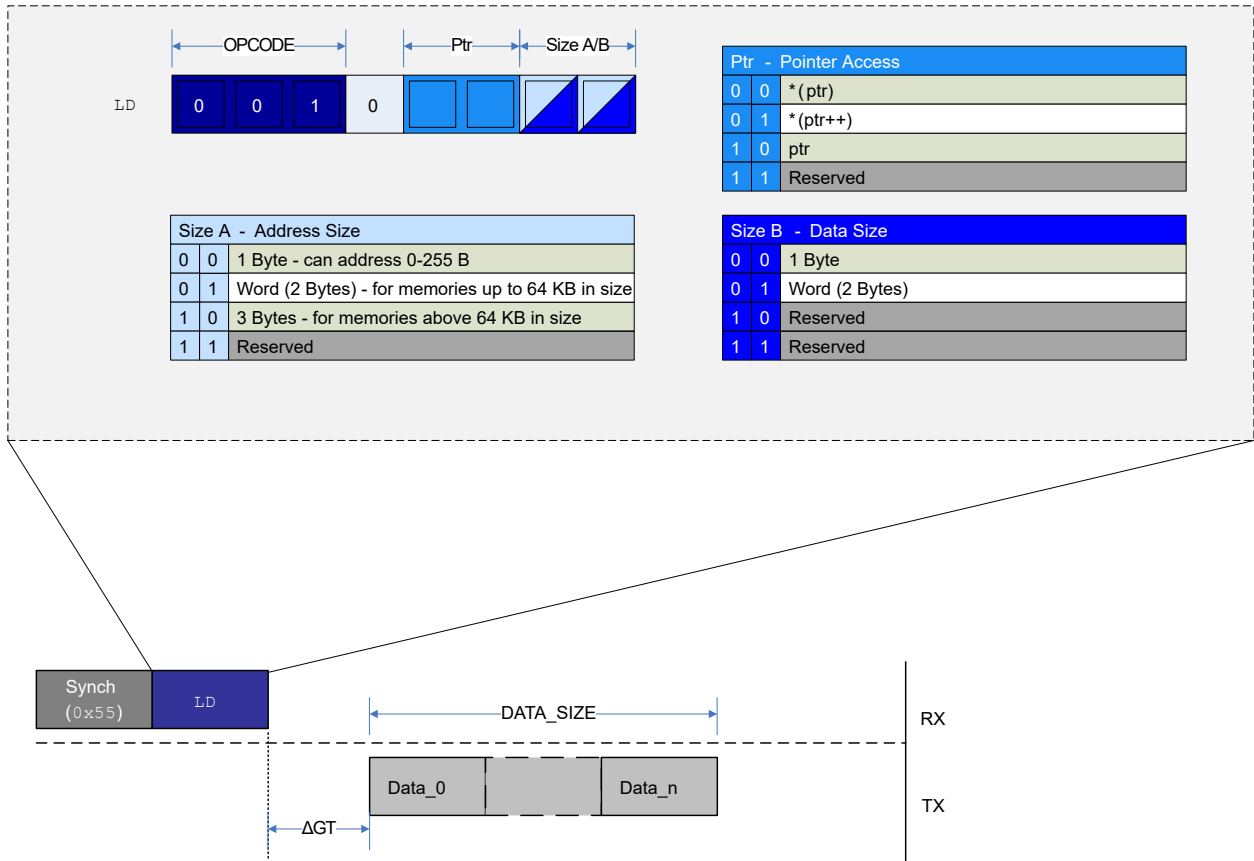 OPCODE Ptr Size A/B
LD 0 0 1 0
Ptr - Pointer Access
0 0 *(ptr)
0 1 *(ptr++)
1 0 ptr
1 1 Reserved
Size A - Address Size
0 0 1 Byte - can address 0-255 B
0 1 Word (2 Bytes) - for memories up to 64 KB in size
1 0 3 Bytes - for memories above 64 KB in size
1 1 Reserved
Size B - Data Size
0 0 1 Byte
0 1 Word (2 Bytes)
1 0 Reserved
1 1 Reserved
Synch
(0x55)
LD
DATA_SIZE
RX
Data_0
Data_n
TX
ΔGT